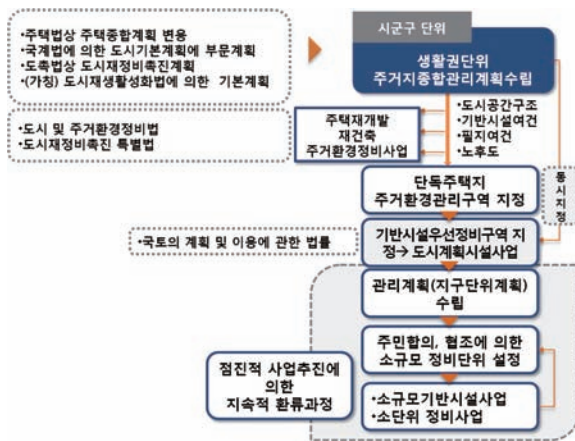 •주택법상 주택종합계획 변용
•국계법에 의한 도시기본계획에 부문계획
•도촉법상 도시재정비촉진계획
•(가칭) 도시재생활성화법에 의한 기본계획
시군구 단위
생활권단위
주거지종합관리계획수립
•도시 및 주거환경정비법
•도시재정비촉진 특별법
주택재개발
재건축
주거환경정비사업
•도시공간구조
•기반시설여건
•필지여건
•노후도
동시지정
단독주택지
주거환경관리구역 지정
•국토의 계획 및 이용에 관한 법률
기반시설우선정비구역 지
정→ 도시계획시설사업
관리계획(지구단위계획)
수립
주민합의, 협조에 의한
소규모 정비단위 설정
점진적 사업추진에
의한
지속적 환류과정
•소규모기반시설사업
•소단위 정비사업